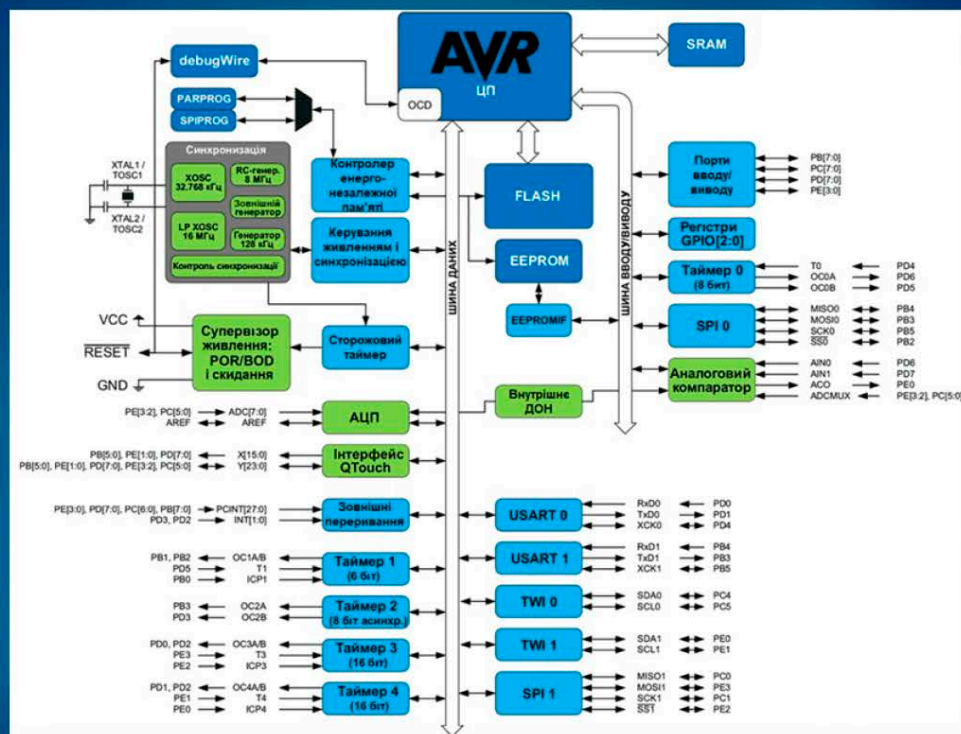 AVR
ЦП
OCD
SRAM
debugWire
PARPROG
SPIPROG
Синхронізація
XTAL1 /
TOSC1
XTAL2 /
TOSC2
XOSC
32.768 кГц
RC-генер.
8 МГц
Зовнішній
генератор
LP XOSC
16 МГц
Генератор
128 кГц
Контроль синхронізації
Контролер
енерго-
незалежної
пам'яті
Керування
живленням і
синхронізацією
FLASH
EEPROM
EEPROMIF
ШИНА ДАНИХ
ШИНА ВВОДУ/ВИВОДУ
VCC
RESET
GND
Супервізор
живлення;
POR/BOD
і скидання
Сторожовий
таймер
Порти
вводу/
виводу
PB[7:0]
PC[7:0]
PD[7:0]
PE[3:0]
Регістри
GPIO[2:0]
Таймер 0
(8 бит)
T0 PD4
OC0A PD6
OC0B PD5
SPI 0
MISO0 PB4
MOSI0 PB3
SCK0 PB5
SS0 PB2
Аналоговий
компаратор
AIN0 PD6
AIN1 PD7
ACO PE0
ADCMUX PE[3:2], PC[5:0]
Внутрішнє
ДОН
PE[3:2], PC[5:0] ADC[7:0]
AREF AREF
АЦП
PB[5:0], PE[1:0], PD[7:0] X[15:0]
PB[5:0], PE[1:0], PD[7:0], PE[3:2], PC[5:0] Y[23:0]
Інтерфейс
QTouch
PE[3:0], PD[7:0], PC[6:0], PB[7:0] PCINT[27:0]
PD3, PD2 INT[1:0]
Зовнішні
переривання
PB1, PB2 OC1A/B
PD5 T1
PB0 ICP1
Таймер 1
(6 біт)
PB3 OC2A
PD3 OC2B
Таймер 2
(8 біт асинхр.)
PD0, PD2 OC3A/B
PE3 T3
PE2 ICP3
Таймер 3
(16 біт)
PD1, PD2 OC4A/B
PE1 T4
PE0 ICP4
Таймер 4
(16 біт)
USART 0
RxD0 PD0
TxD0 PD1
XCK0 PD4
USART 1
RxD1 PB4
TxD1 PB3
XCK1 PB5
TWI 0
SDA0 PC4
SCL0 PC5
TWI 1
SDA1 PE0
SCL1 PE1
SPI 1
MISO1 PC0
MOSI1 PE3
SCK1 PC1
SS1 PE2